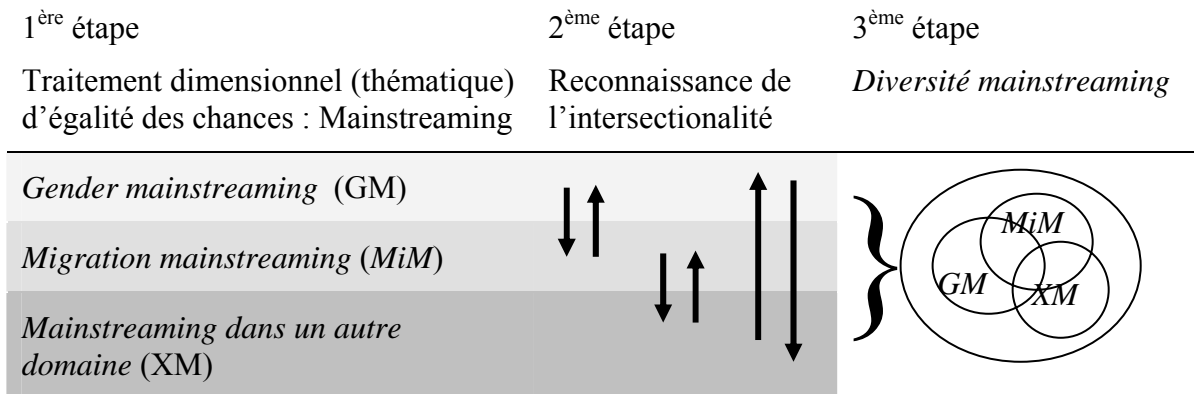 1ère étape
Traitement dimensionnel (thématique)
d’égalité des chances : Mainstreaming
2ème étape
Reconnaissance de
l’intersectionalité
3ème étape
Diversité mainstreaming
Gender mainstreaming (GM)
Migration mainstreaming (MiM)
Mainstreaming dans un autre
domaine (XM)
MiM
GM
XM